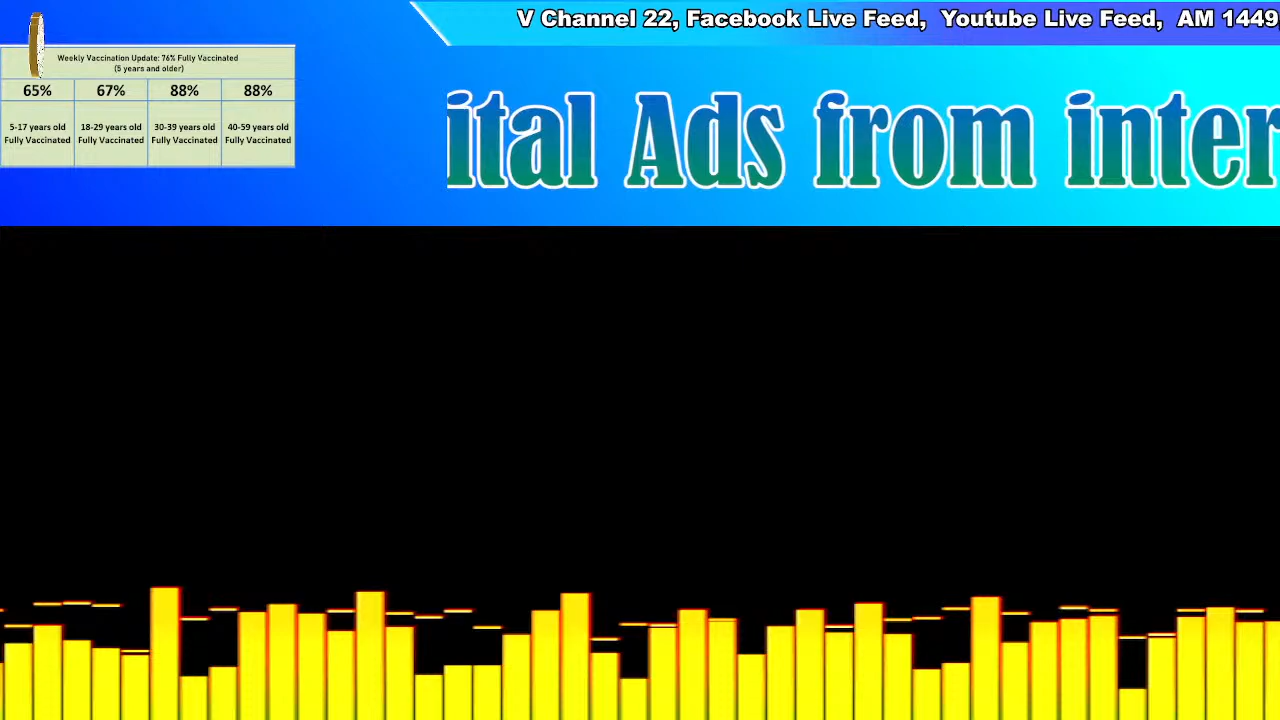 V Channel 22, Facebook Live Feed, Youtube Live Feed, AM 1449,
Weekly Vaccination Update: 76% Fully Vaccinated
(5 years and older)
65% 67% 88% 88%
5-17 years old 18-29 years old 30-39 years old 40-59 years old
Fully Vaccinated Fully Vaccinated Fully Vaccinated Fully Vaccinated
ital Ads from inter